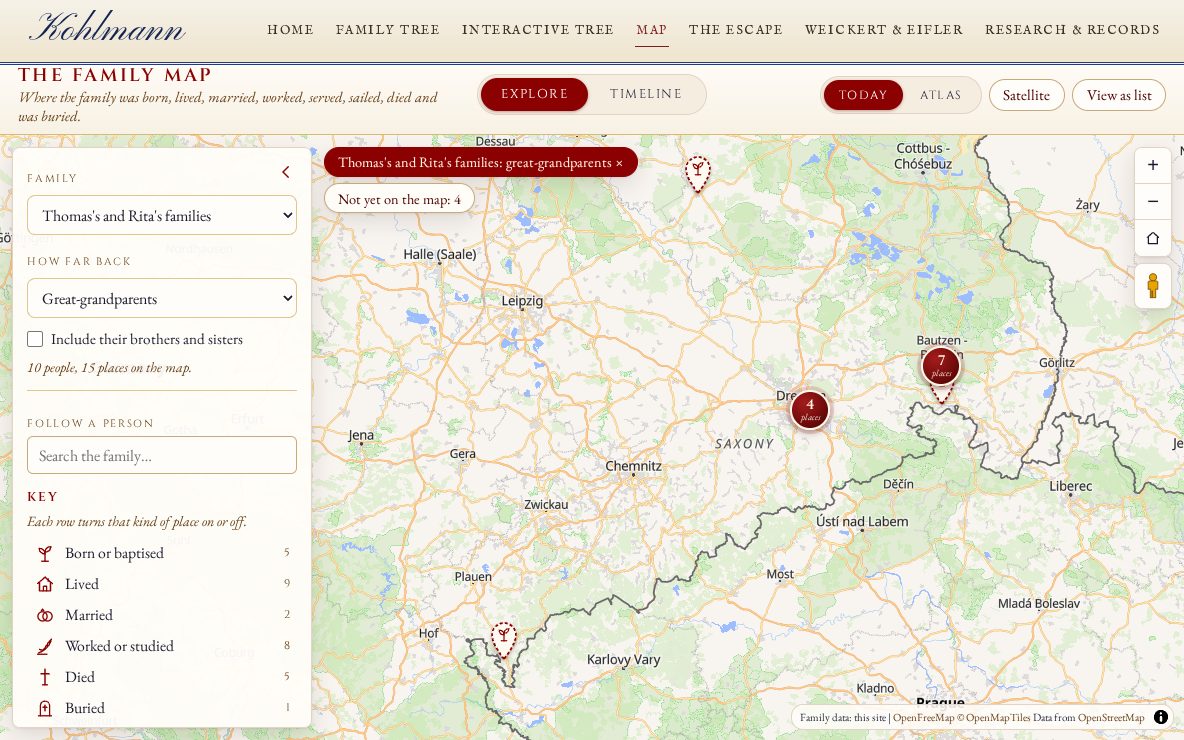 Kohlmann
HOME FAMILY TREE INTERACTIVE TREE MAP THE ESCAPE WEICKERT & EIFLER RESEARCH & RECORDS
THE FAMILY MAP
Where the family was born, lived, married, worked, served, sailed, died and
was buried.
EXPLORE TIMELINE
TODAY ATLAS Satellite View as list
FAMILY
Thomas's and Rita's families
HOW FAR BACK
Great-grandparents
Include their brothers and sisters
10 people, 15 places on the map.
FOLLOW A PERSON
Search the family...
KEY
Each row turns that kind of place on or off.
Born or baptised 5
Lived 9
Married 2
Worked or studied 8
Died 5
Buried 1
Thomas's and Rita's families: great-grandparents ×
Not yet on the map: 4
Dessau
Cottbus -
Chóśebuz
Żary
Nordhausen
Halle (Saale)
Leipzig
Bautzen -
7
places
Görlitz
4
places
SAXONY
Erfurt
Jena
Gera
Chemnitz
Zwickau
Děčín
Liberec
Ústí nad Labem
Suhl
Plauen
Most
Mladá Boleslav
Hof
Coburg
Karlovy Vary
Kladno
Prague
+
−
Family data: this site | OpenFreeMap © OpenMapTiles Data from OpenStreetMap